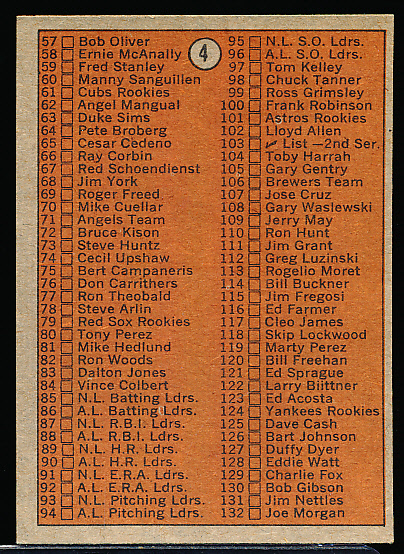 4
57 Bob Oliver
58 Ernie McAnally
59 Fred Stanley
60 Manny Sanguillen
61 Cubs Rookies
62 Angel Mangual
63 Duke Sims
64 Pete Broberg
65 Cesar Cedeno
66 Ray Corbin
67 Red Schoendienst
68 Jim York
69 Roger Freed
70 Mike Cuellar
71 Angels Team
72 Bruce Kison
73 Steve Huntz
74 Cecil Upshaw
75 Bert Campaneris
76 Don Carrithers
77 Ron Theobald
78 Steve Arlin
79 Red Sox Rookies
80 Tony Perez
81 Mike Hedlund
82 Ron Woods
83 Dalton Jones
84 Vince Colbert
85 N.L. Batting Ldrs.
86 A.L. Batting Ldrs.
87 N.L. R.B.I. Ldrs.
88 A.L. R.B.I. Ldrs.
89 N.L. H.R. Ldrs.
90 A.L. H.R. Ldrs.
91 N.L. E.R.A. Ldrs.
92 A.L. E.R.A. Ldrs.
93 N.L. Pitching Ldrs.
94 A.L. Pitching Ldrs.
95 N.L. S.O. Ldrs.
96 A.L. S.O. Ldrs.
97 Tom Kelley
98 Chuck Tanner
99 Ross Grimsley
100 Frank Robinson
101 Astros Rookies
102 Lloyd Allen
103 ✓ List —2nd Ser.
104 Toby Harrah
105 Gary Gentry
106 Brewers Team
107 Jose Cruz
108 Gary Waslewski
109 Jerry May
110 Ron Hunt
111 Jim Grant
112 Greg Luzinski
113 Rogelio Moret
114 Bill Buckner
115 Jim Fregosi
116 Ed Farmer
117 Cleo James
118 Skip Lockwood
119 Marty Perez
120 Bill Freehan
121 Ed Sprague
122 Larry Biittner
123 Ed Acosta
124 Yankees Rookies
125 Dave Cash
126 Bart Johnson
127 Duffy Dyer
128 Eddie Watt
129 Charlie Fox
130 Bob Gibson
131 Jim Nettles
132 Joe Morgan